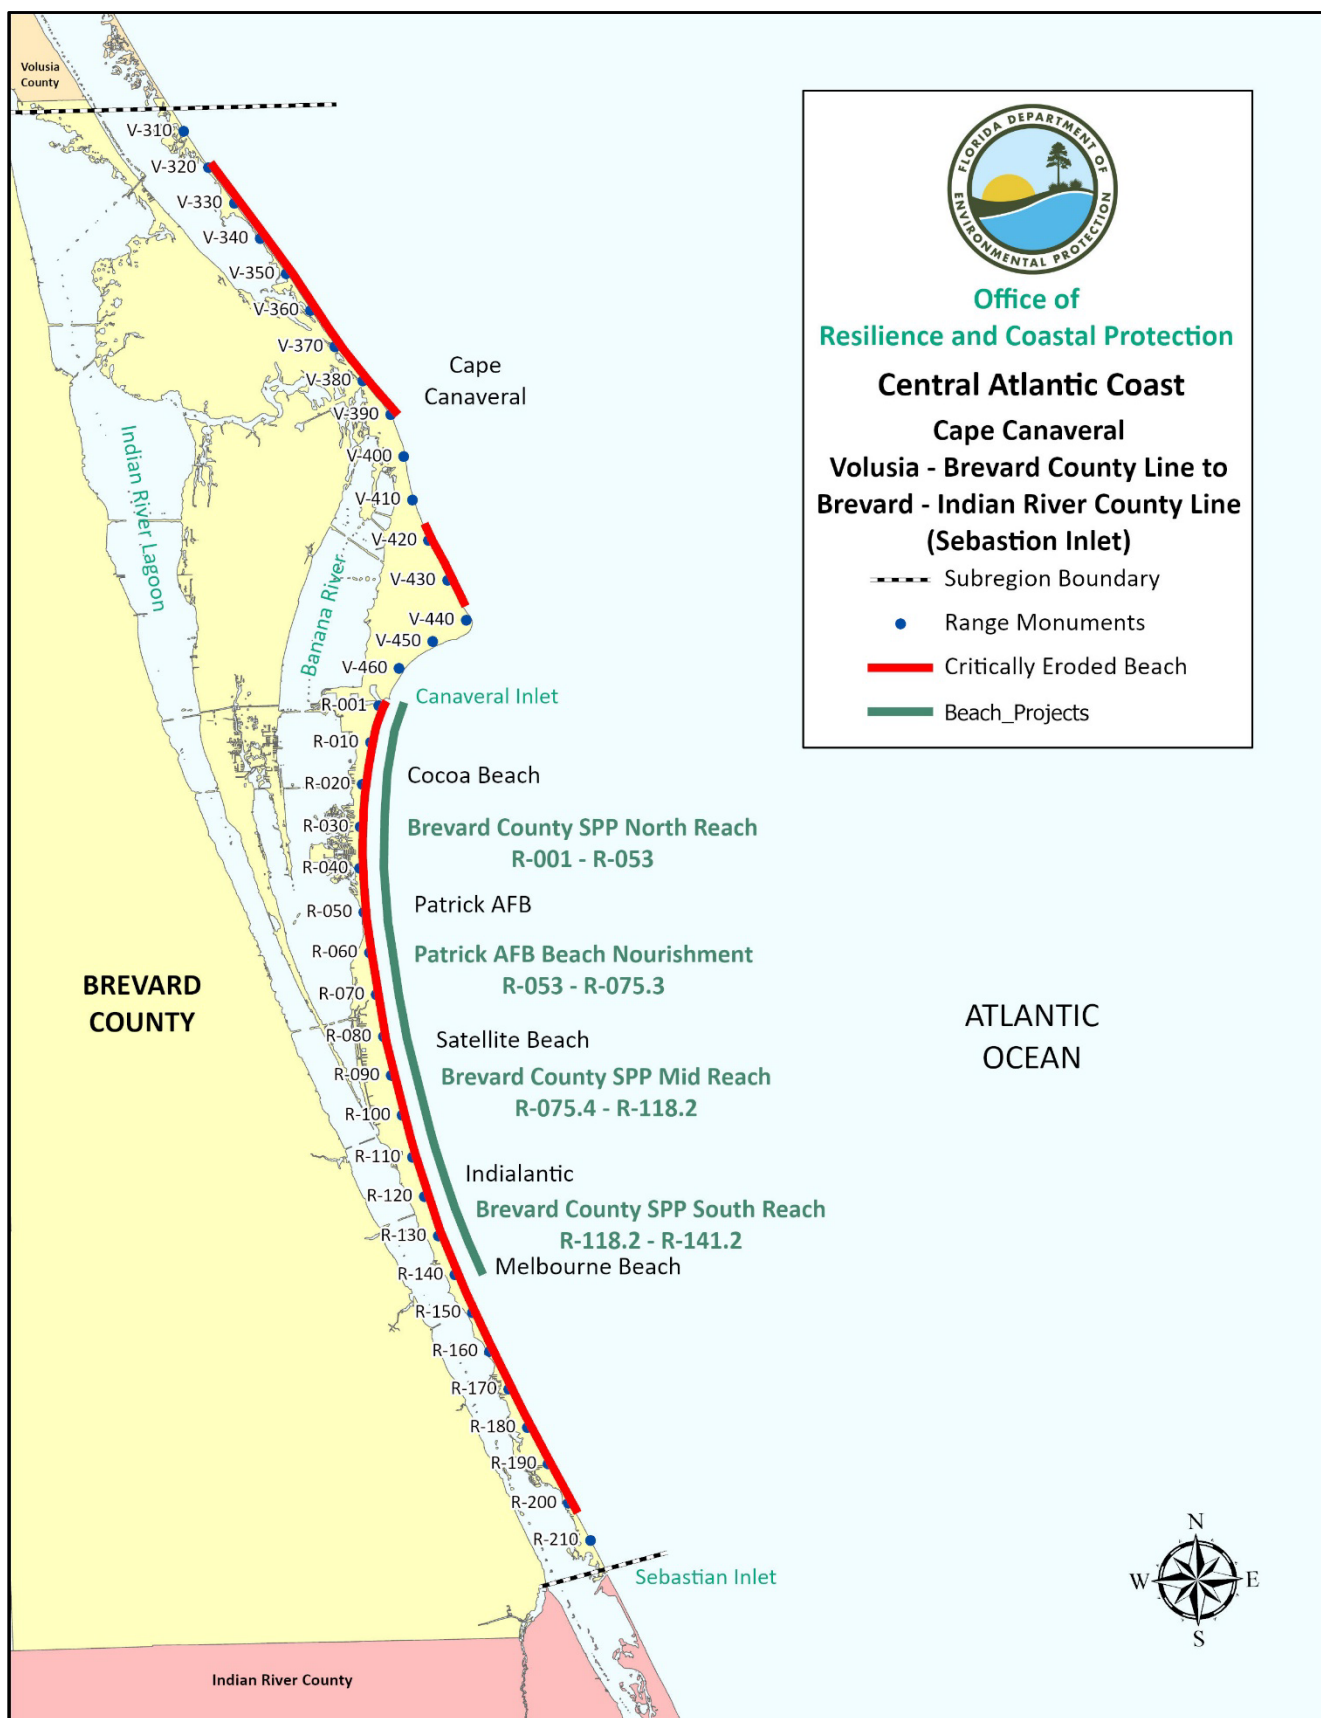 Volusia
County
V-310
V-320
V-330
V-340
V-350
V-360
V-370
V-380
V-390
V-400
V-410
V-420
V-430
V-440
V-450
V-460
Cape
Canaveral
Indian River Lagoon
Banana River
Canaveral Inlet
R-001
R-010
R-020
R-030
R-040
R-050
R-060
R-070
R-080
R-090
R-100
R-110
R-120
R-130
R-140
R-150
R-160
R-170
R-180
R-190
R-200
R-210
Cocoa Beach
Brevard County SPP North Reach
R-001 - R-053
Patrick AFB
Patrick AFB Beach Nourishment
R-053 - R-075.3
Satellite Beach
Brevard County SPP Mid Reach
R-075.4 - R-118.2
Indialantic
Brevard County SPP South Reach
R-118.2 - R-141.2
Melbourne Beach
BREVARD
COUNTY
ATLANTIC
OCEAN
Sebastian Inlet
Indian River County
FLORIDA DEPARTMENT OF
ENVIRONMENTAL PROTECTION
Office of
Resilience and Coastal Protection
Central Atlantic Coast
Cape Canaveral
Volusia - Brevard County Line to
Brevard - Indian River County Line
(Sebastion Inlet)
Subregion Boundary
Range Monuments
Critically Eroded Beach
Beach_Projects
N
W
E
S